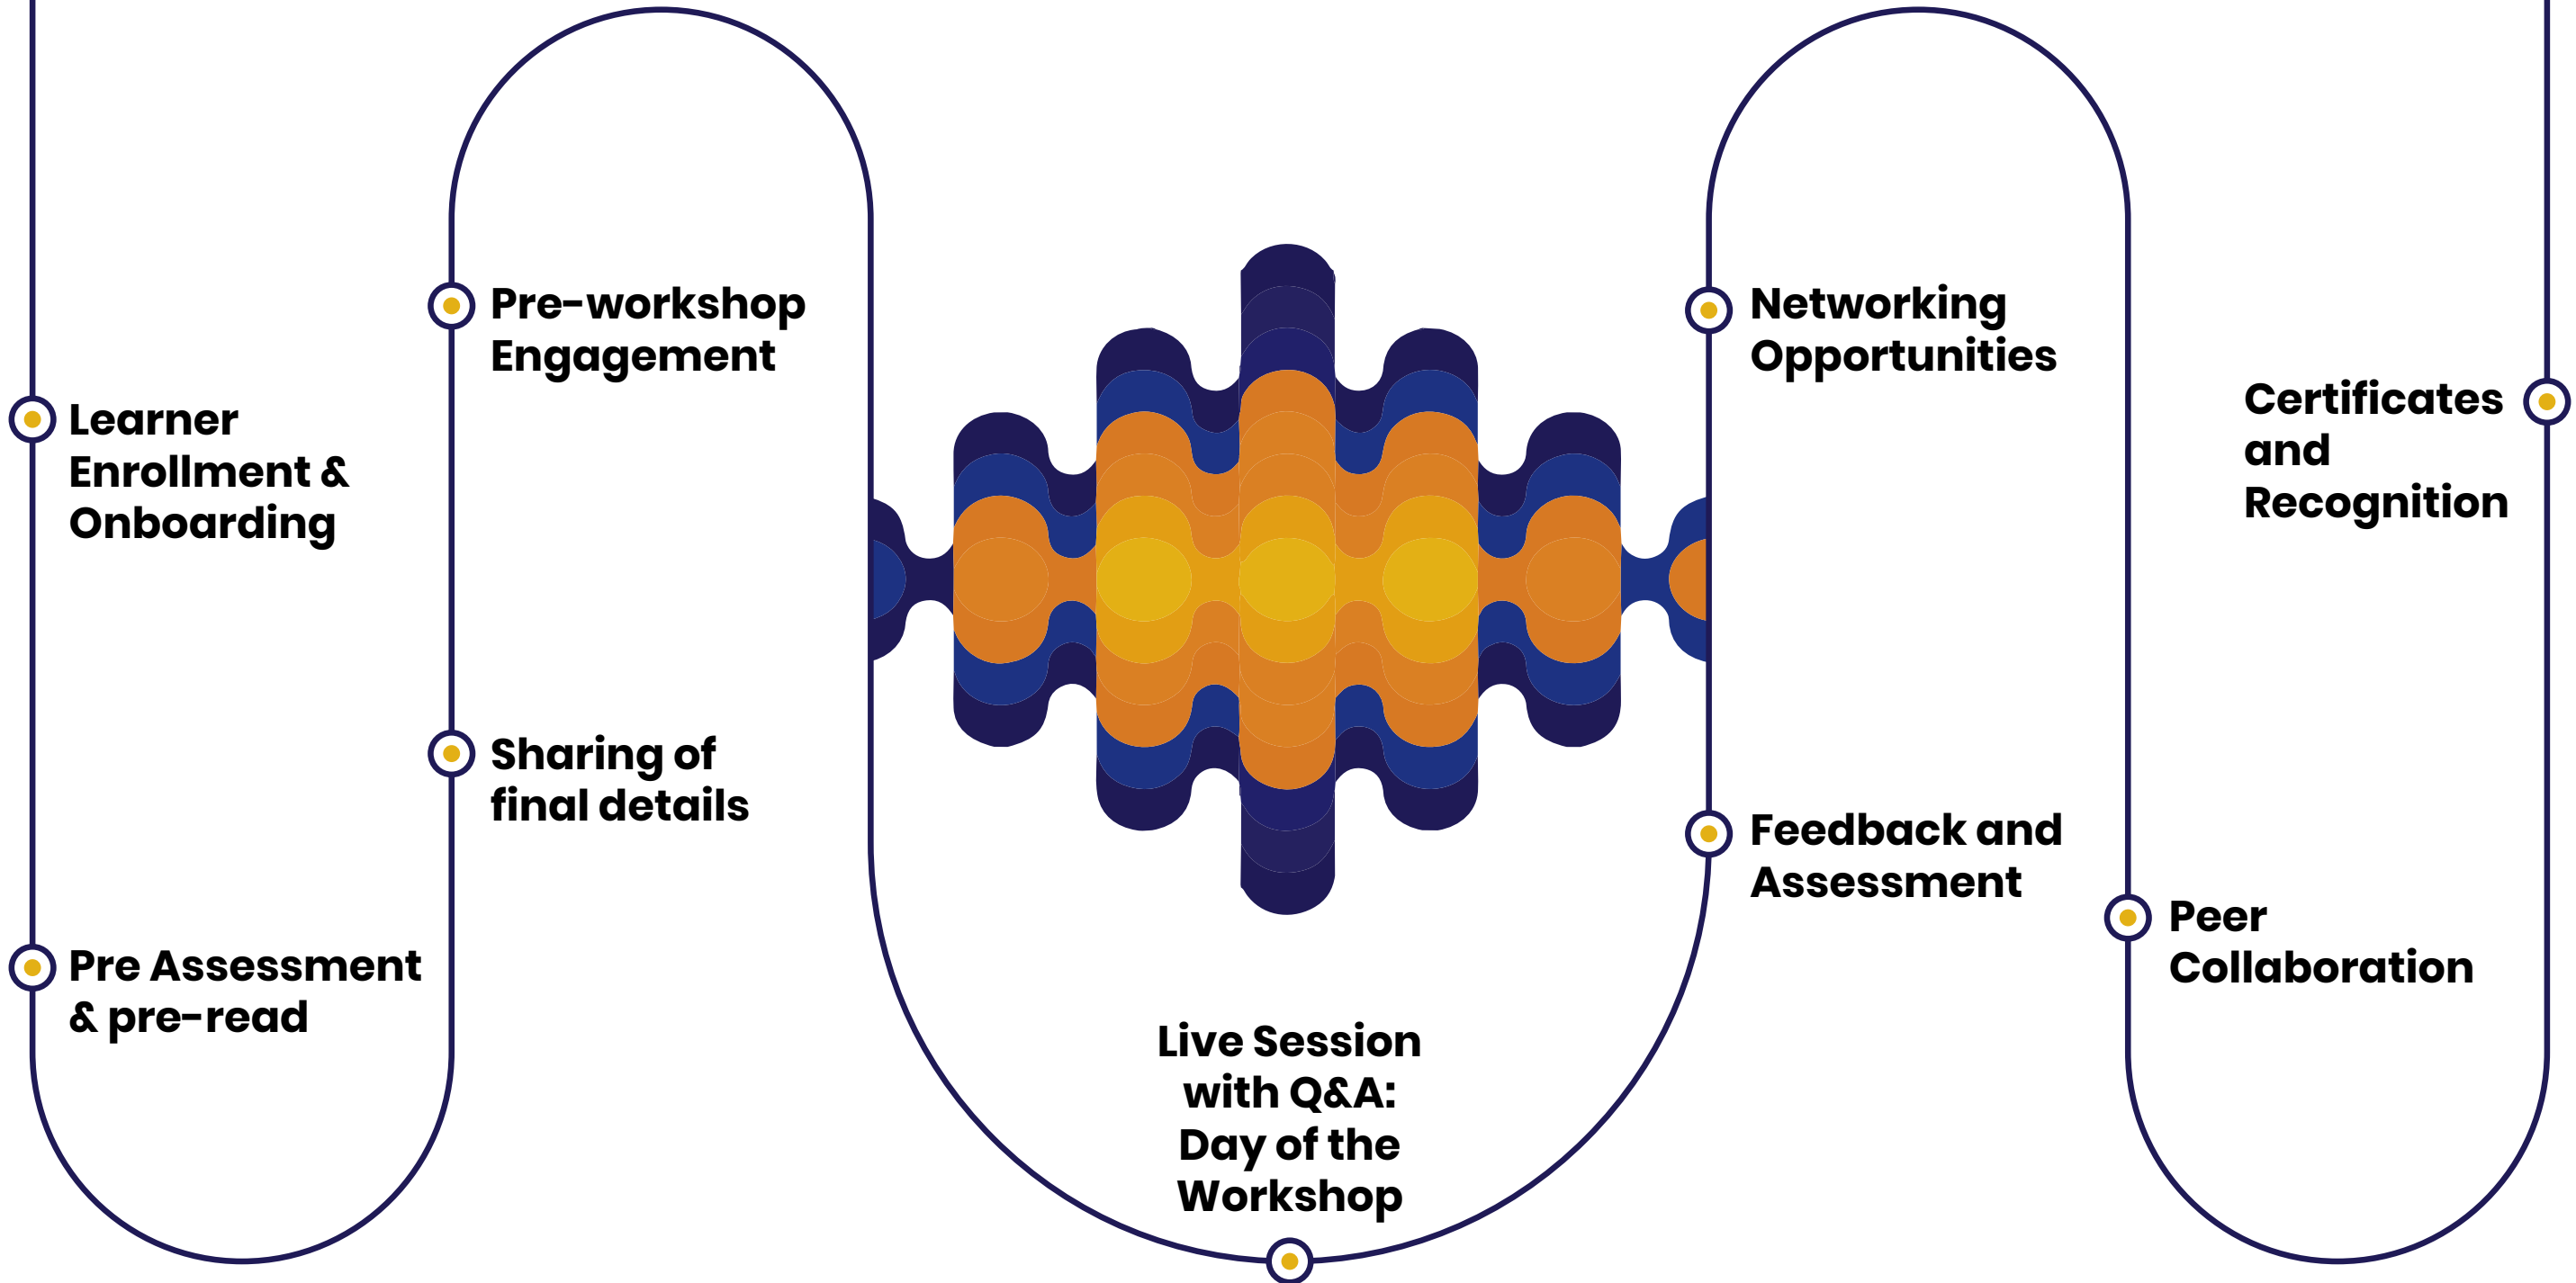 Learner
Enrollment &
Onboarding
Pre Assessment
& pre-read
Pre-workshop
Engagement
Sharing of
final details
Live Session
with Q&A:
Day of the
Workshop
Networking
Opportunities
Feedback and
Assessment
Peer
Collaboration
Certificates
and
Recognition